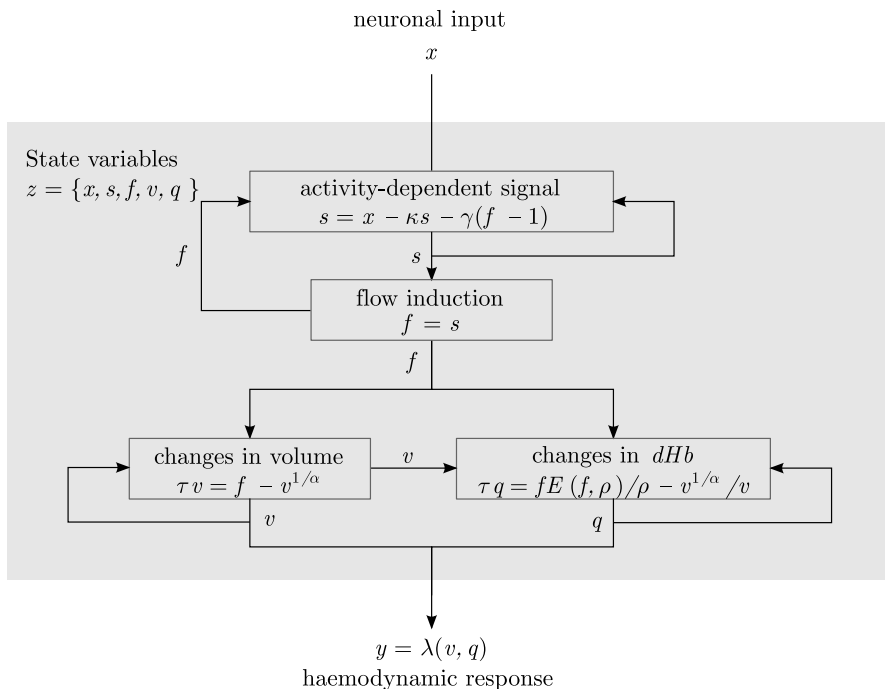 neuronal input
x
State variables
z = {x, s, f, v, q }
activity-dependent signal
s = x − κs − γ(f − 1)
f
s
flow induction
f = s
f
changes in volume
τv = f − v^{1/α}
v
changes in dHb
τq = fE (f, ρ)/ρ − v^{1/α} /v
v
q
y = λ(v, q)
haemodynamic response